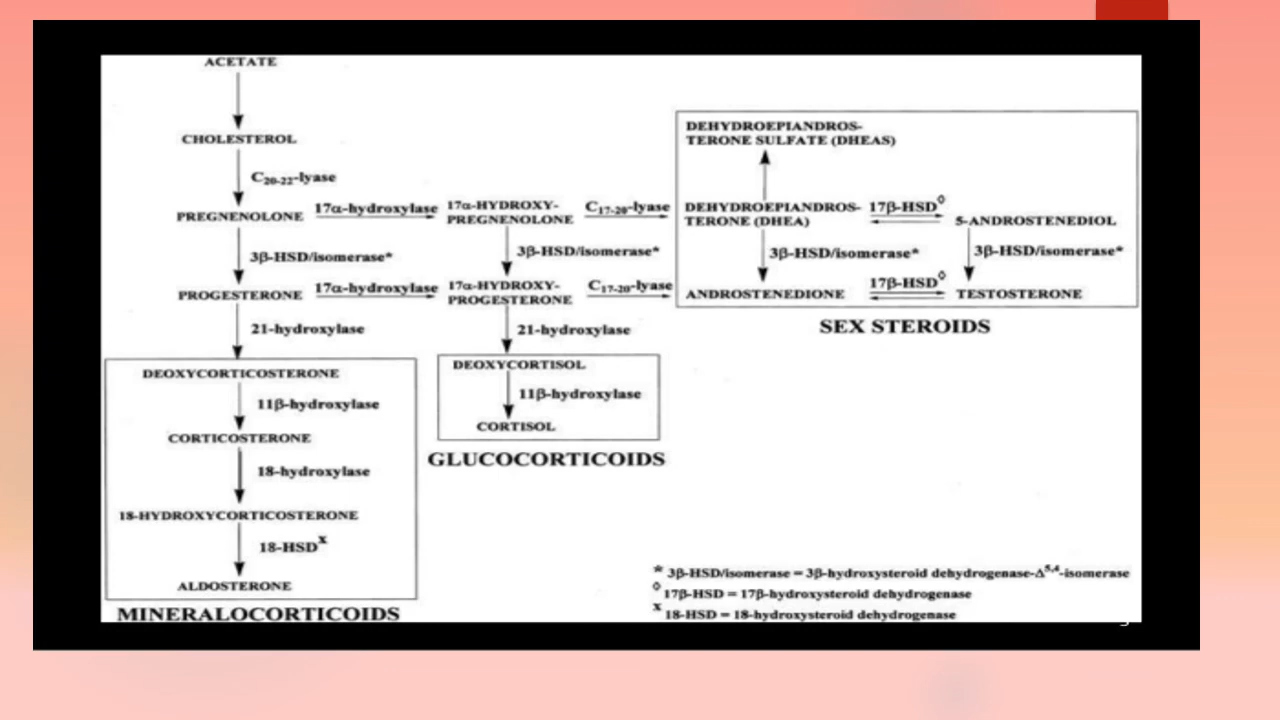 ACETATE
CHOLESTEROL
C20-22-lyase
PREGNENOLONE
17α-hydroxylase
17α-HYDROXY-
PREGNENOLONE
C17-20-lyase
3β-HSD/isomerase*
3β-HSD/isomerase*
PROGESTERONE
17α-hydroxylase
17α-HYDROXY-
PROGESTERONE
C17-20-lyase
21-hydroxylase
21-hydroxylase
DEHYDROEPIANDROS-
TERONE SULFATE (DHEAS)
DEHYDROEPIANDROS-
TERONE (DHEA)
17β-HSD◊
5-ANDROSTENEDIOL
3β-HSD/isomerase*
3β-HSD/isomerase*
ANDROSTENEDIONE
17β-HSD◊
TESTOSTERONE
SEX STEROIDS
DEOXYCORTICOSTERONE
11β-hydroxylase
CORTICOSTERONE
18-hydroxylase
18-HYDROXYCORTICOSTERONE
18-HSDx
ALDOSTERONE
MINERALOCORTICOIDS
DEOXYCORTISOL
11β-hydroxylase
CORTISOL
GLUCOCORTICOIDS
* 3β-HSD/isomerase = 3β-hydroxysteroid dehydrogenase-Δ5,4-isomerase
◊ 17β-HSD = 17β-hydroxysteroid dehydrogenase
x 18-HSD = 18-hydroxysteroid dehydrogenase